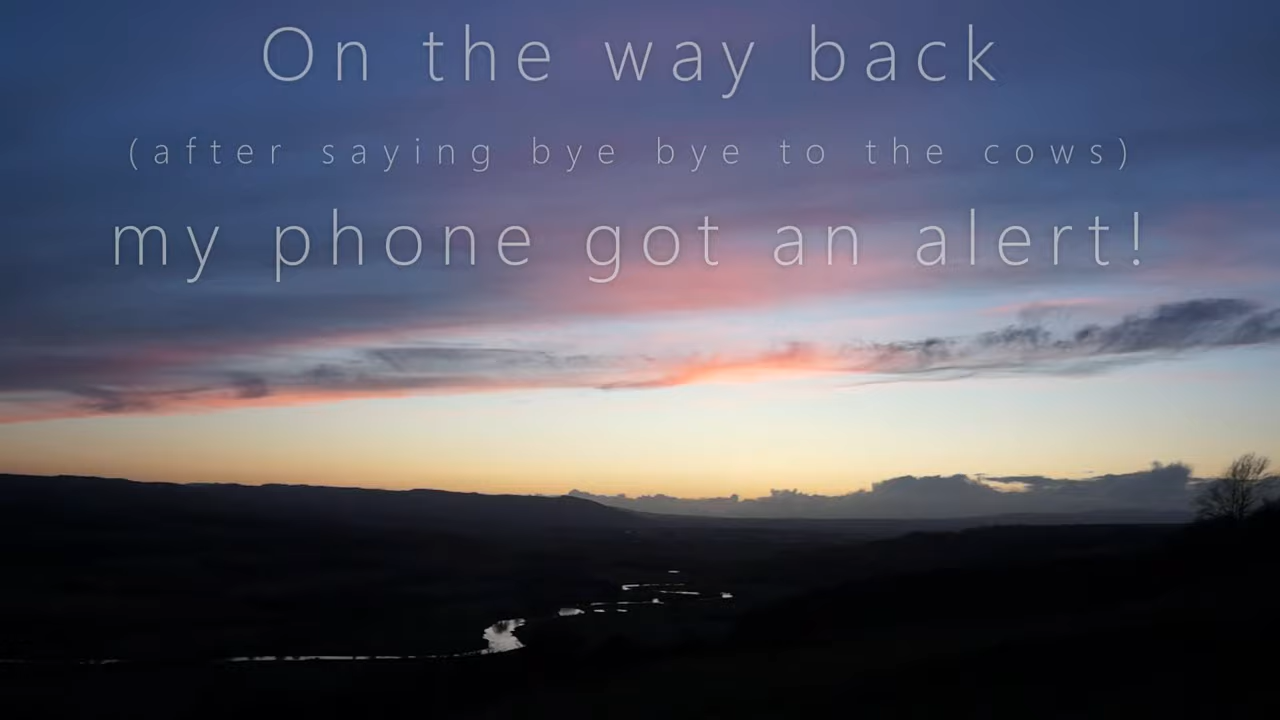 On the way back
(after saying bye bye to the cows)
my phone got an alert!